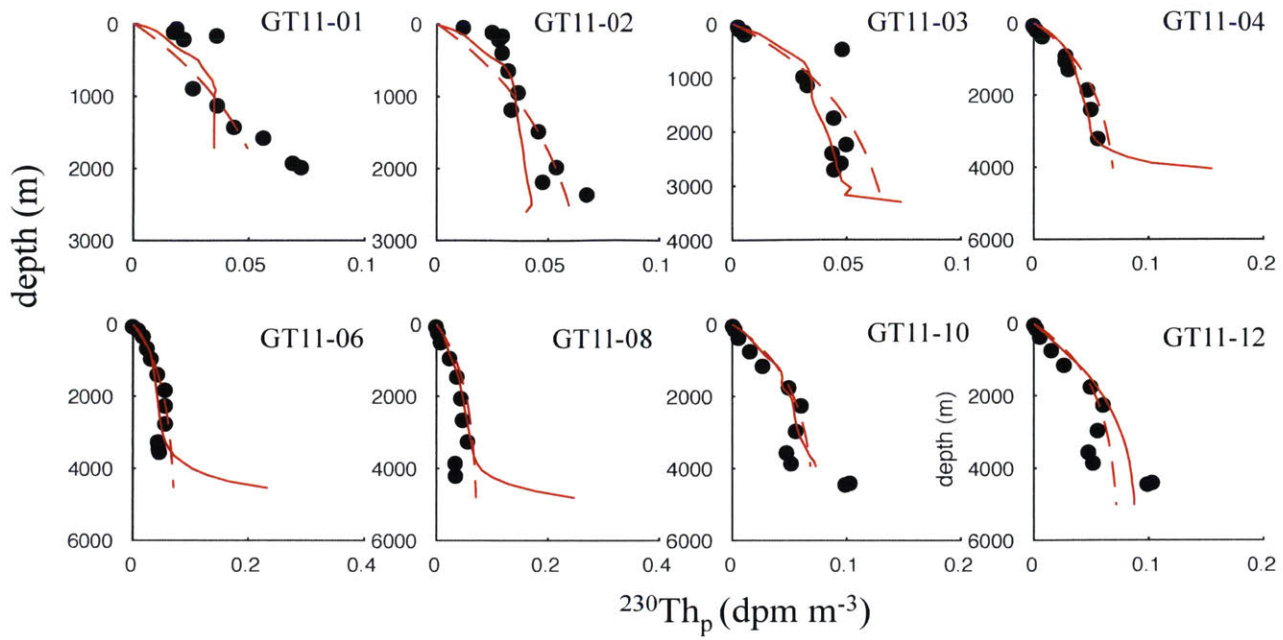 GT11-01 GT11-02 GT11-03 GT11-04
0 0 0 0
1000 1000 1000 2000
2000 2000 2000 4000
3000
3000 3000 4000 6000
0 0.05 0.1 0 0.05 0.1 0 0.05 0.1 0 0.1 0.2
depth (m)
GT11-06 GT11-08 GT11-10 GT11-12
0 0 0 0
2000 2000 2000 2000
4000 4000 4000 4000
6000 6000 6000 6000
depth (m)
0 0.2 0.4 0 0.2 0.4 0 0.1 0.2 0 0.1 0.2
²³⁰Thₚ (dpm m⁻³)